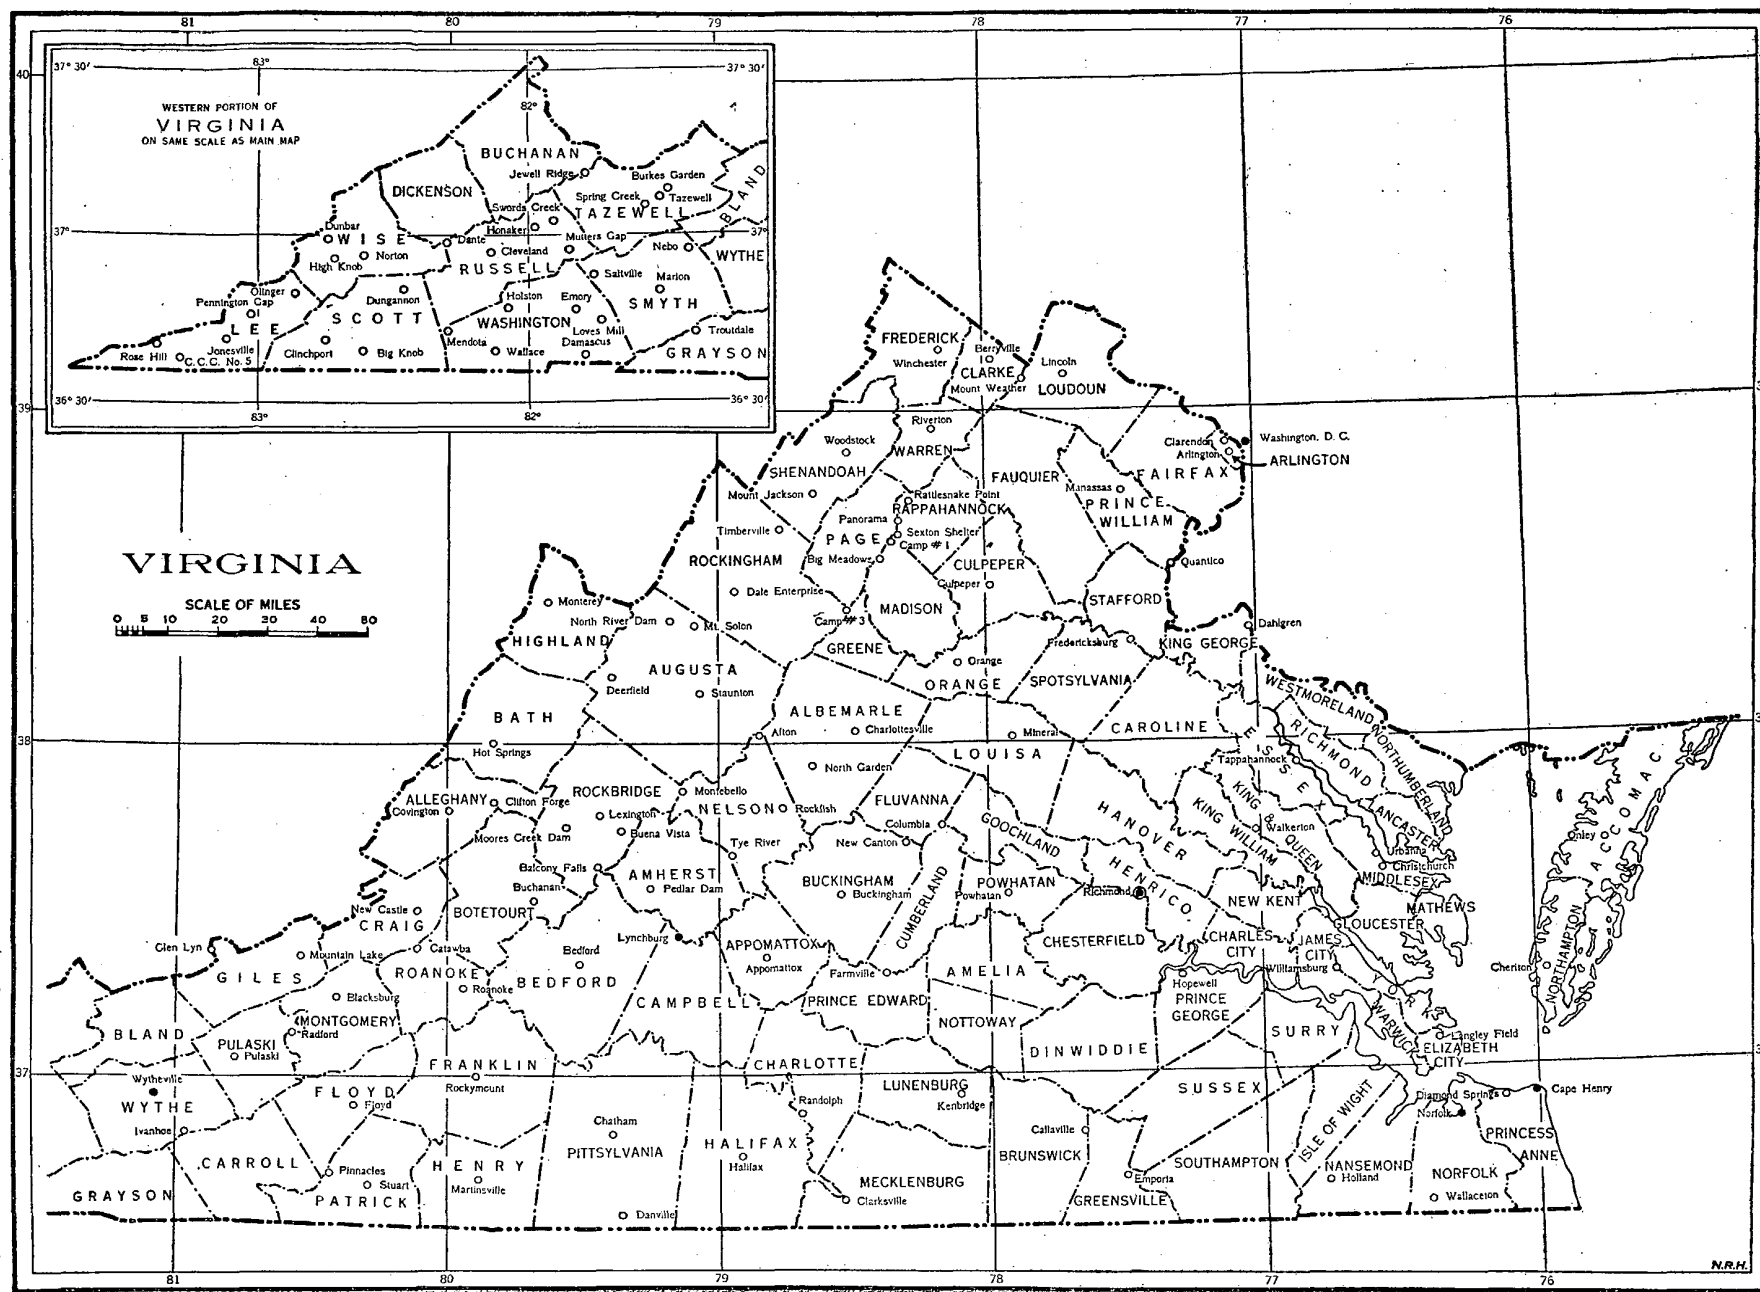 81
80
79
78
77
76
40
37° 30'
83°
37° 30'
82°
WESTERN PORTION OF
VIRGINIA
ON SAME SCALE AS MAIN MAP
BUCHANAN
Jewell Ridge
Burkes Garden
DICKENSON
Spring Creek
Tazewell
BLAND
Swords Creek
TAZEWELL
Dunbar
Honaker
37°
WISE
Dante
Mutters Gap
37°
Norton
Cleveland
Nebo
WYTHE
High Knob
RUSSELL
Saltville
Marion
Olinger
Pennington Gap
Dungannon
Holston
Emory
SMYTH
LEE
SCOTT
WASHINGTON
Loves Mill
Troutdale
Rose Hill
Jonesville
Clinchport
Big Knob
Mendota
Wallace
Damascus
GRAYSON
C.C.C. No. 5
36° 30'
83°
82°
36° 30'
39
FREDERICK
Berryville
Lincoln
Winchester
CLARKE
Mount Weather
LOUDOUN
Riverton
Woodstock
WARREN
Clarendon
Washington, D. C.
Arlington
ARLINGTON
SHENANDOAH
FAUQUIER
FAIRFAX
Mount Jackson
Rattlesnake Point
Manassas
RAPPAHANNOCK
PRINCE
WILLIAM
Timberville
Panorama
PAGE
Sexton Shelter
Camp #1
ROCKINGHAM
Big Meadows
CULPEPER
Quantico
Culpeper
VIRGINIA
SCALE OF MILES
0 5 10 20 30 40 50
Dale Enterprise
STAFFORD
Monterey
MADISON
North River Dam
Mt. Solon
Camp #3
Dahlgren
HIGHLAND
GREENE
Fredericksburg
KING GEORGE
AUGUSTA
Orange
Deerfield
Staunton
ORANGE
SPOTSYLVANIA
WESTMORELAND
BATH
ALBEMARLE
CAROLINE
RICHMOND
38
Afton
Charlottesville
Mineral
ESSEX
NORTHUMBERLAND
Hot Springs
LOUISA
Tappahannock
North Garden
ACCOMAC
ALLEGHANY
Clifton Forge
ROCKBRIDGE
Montebello
FLUVANNA
HANOVER
KING & QUEEN
Covington
Lexington
NELSON
Rockfish
KING WILLIAM
LANCASTER
Moores Creek Dam
Buena Vista
Columbia
GOOCHLAND
Walkerton
Onley
Tye River
New Canton
Urbanna
Christchurch
Balcony Falls
AMHERST
HENRICO
MIDDLESEX
Buchanan
Pedlar Dam
BUCKINGHAM
Buckingham
CUMBERLAND
POWHATAN
Powhatan
Richmond
NEW KENT
MATHEWS
New Castle
BOTETOURT
GLOUCESTER
CRAIG
Lynchburg
APPOMATTOX
CHESTERFIELD
CHARLES
CITY
JAMES
CITY
NORTHAMPTON
Glen Lyn
Catawba
Bedford
Mountain Lake
Appomattox
Farmville
AMELIA
Williamsburg
Cheriton
GILES
ROANOKE
Roanoke
BEDFORD
Hopewell
YORK
Blacksburg
CAMPBELL
PRINCE EDWARD
PRINCE
GEORGE
WARWICK
BLAND
MONTGOMERY
Radford
NOTTOWAY
SURRY
Langley Field
PULASKI
Pulaski
FRANKLIN
CHARLOTTE
DINWIDDIE
ELIZABETH
CITY
37
Wytheville
FLOYD
Rockymount
LUNENBURG
SUSSEX
ISLE OF WIGHT
Cape Henry
WYTHE
Floyd
Randolph
Kenbridge
Diamond Springs
Norfolk
Ivanhoe
Chatham
HALIFAX
Callaville
PRINCESS
ANNE
CARROLL
HENRY
PITTSYLVANIA
Halifax
BRUNSWICK
SOUTHAMPTON
NANSEMOND
Pinnacles
Martinsville
Holland
NORFOLK
GRAYSON
Stuart
PATRICK
MECKLENBURG
Emporia
Danville
Clarksville
GREENSVILLE
Wallaceton
81
80
79
78
77
76
N.R.H.